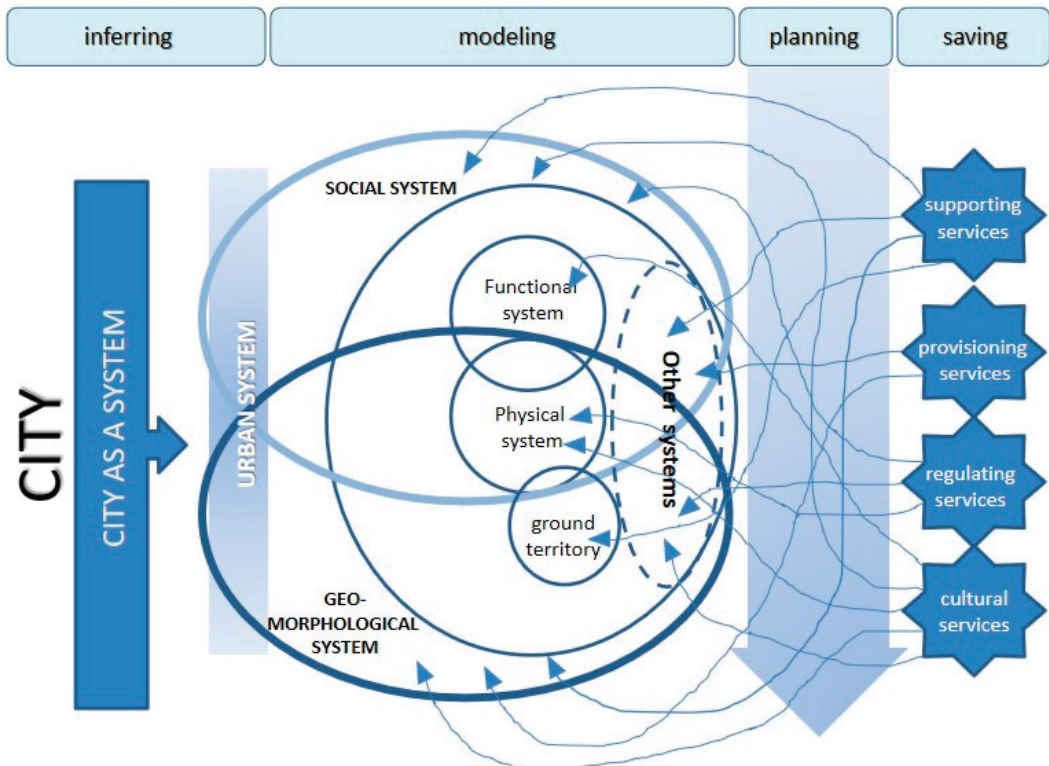 inferring
modeling
planning
saving
CITY
CITY AS A SYSTEM
URBAN SYSTEM
SOCIAL SYSTEM
Functional
system
Physical
system
ground
territory
Other systems
GEO-
MORPHOLOGICAL
SYSTEM
supporting
services
provisioning
services
regulating
services
cultural
services